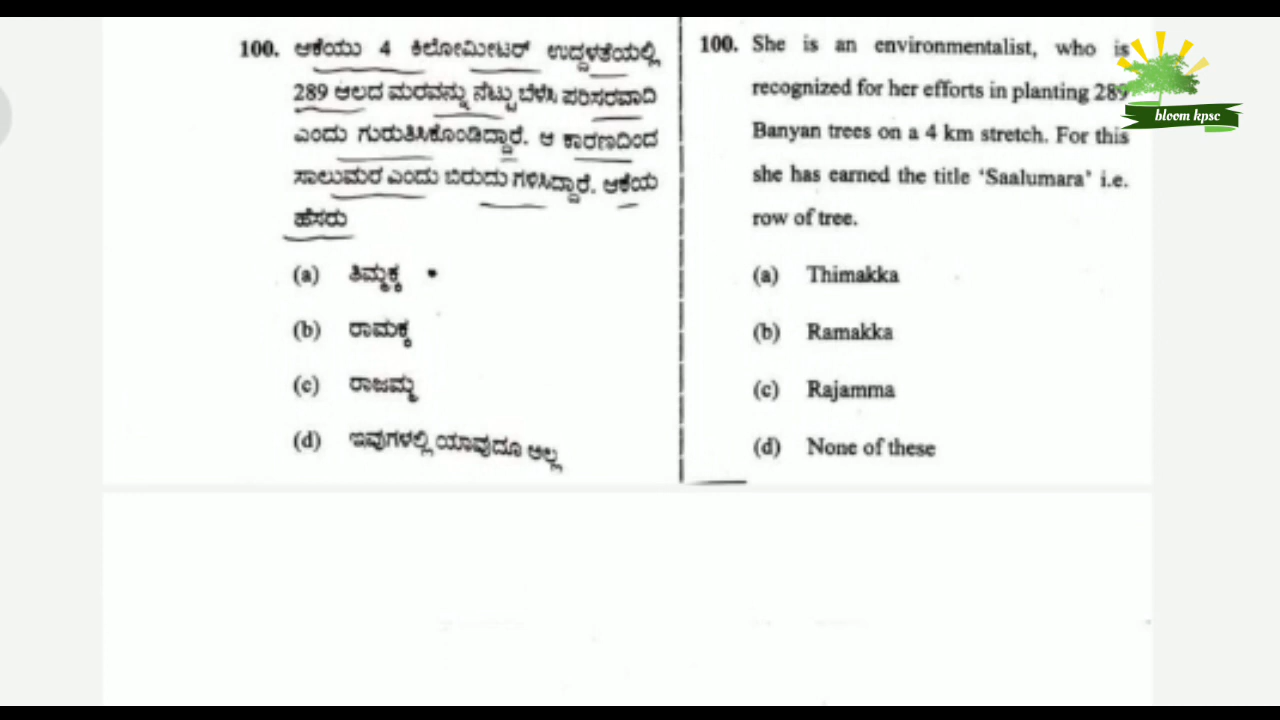 100. ಆಕೆಯು 4 ಕಿಲೋಮೀಟರ್ ಉದ್ದಳತೆಯಲ್ಲಿ
289 ಆಲದ ಮರವನ್ನು ನೆಟ್ಟು ಬೆಳೆಸಿ ಪರಿಸರವಾದಿ
ಎಂದು ಗುರುತಿಸಿಕೊಂಡಿದ್ದಾರೆ. ಆ ಕಾರಣದಿಂದ
ಸಾಲುಮರ ಎಂದು ಬಿರುದು ಗಳಿಸಿದ್ದಾರೆ. ಆಕೆಯ
ಹೆಸರು
(a) ತಿಮ್ಮಕ್ಕ
(b) ರಾಮಕ್ಕ
(c) ರಾಜಮ್ಮ
(d) ಇವುಗಳಲ್ಲಿ ಯಾವುದೂ ಅಲ್ಲ
100. She is an environmentalist, who is
recognized for her efforts in planting 289
Banyan trees on a 4 km stretch. For this
she has earned the title ‘Saalumara’ i.e.
row of tree.
(a) Thimakka
(b) Ramakka
(c) Rajamma
(d) None of these
bloom kpsc